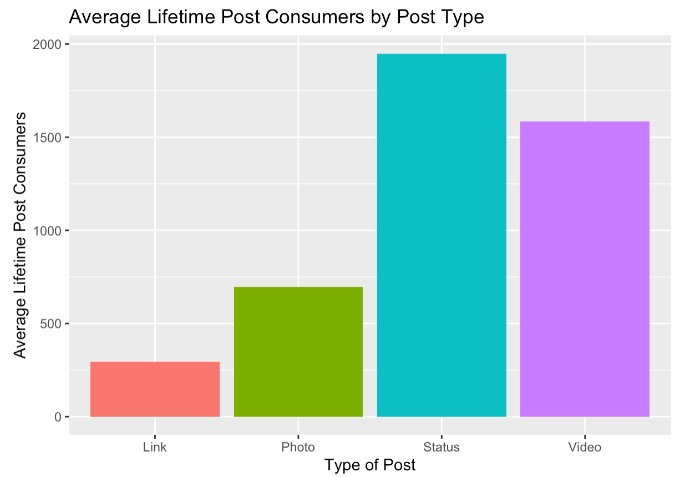 Average Lifetime Post Consumers by Post Type
Average Lifetime Post Consumers
2000
1500
1000
500
0
Link Photo Status Video
Type of Post